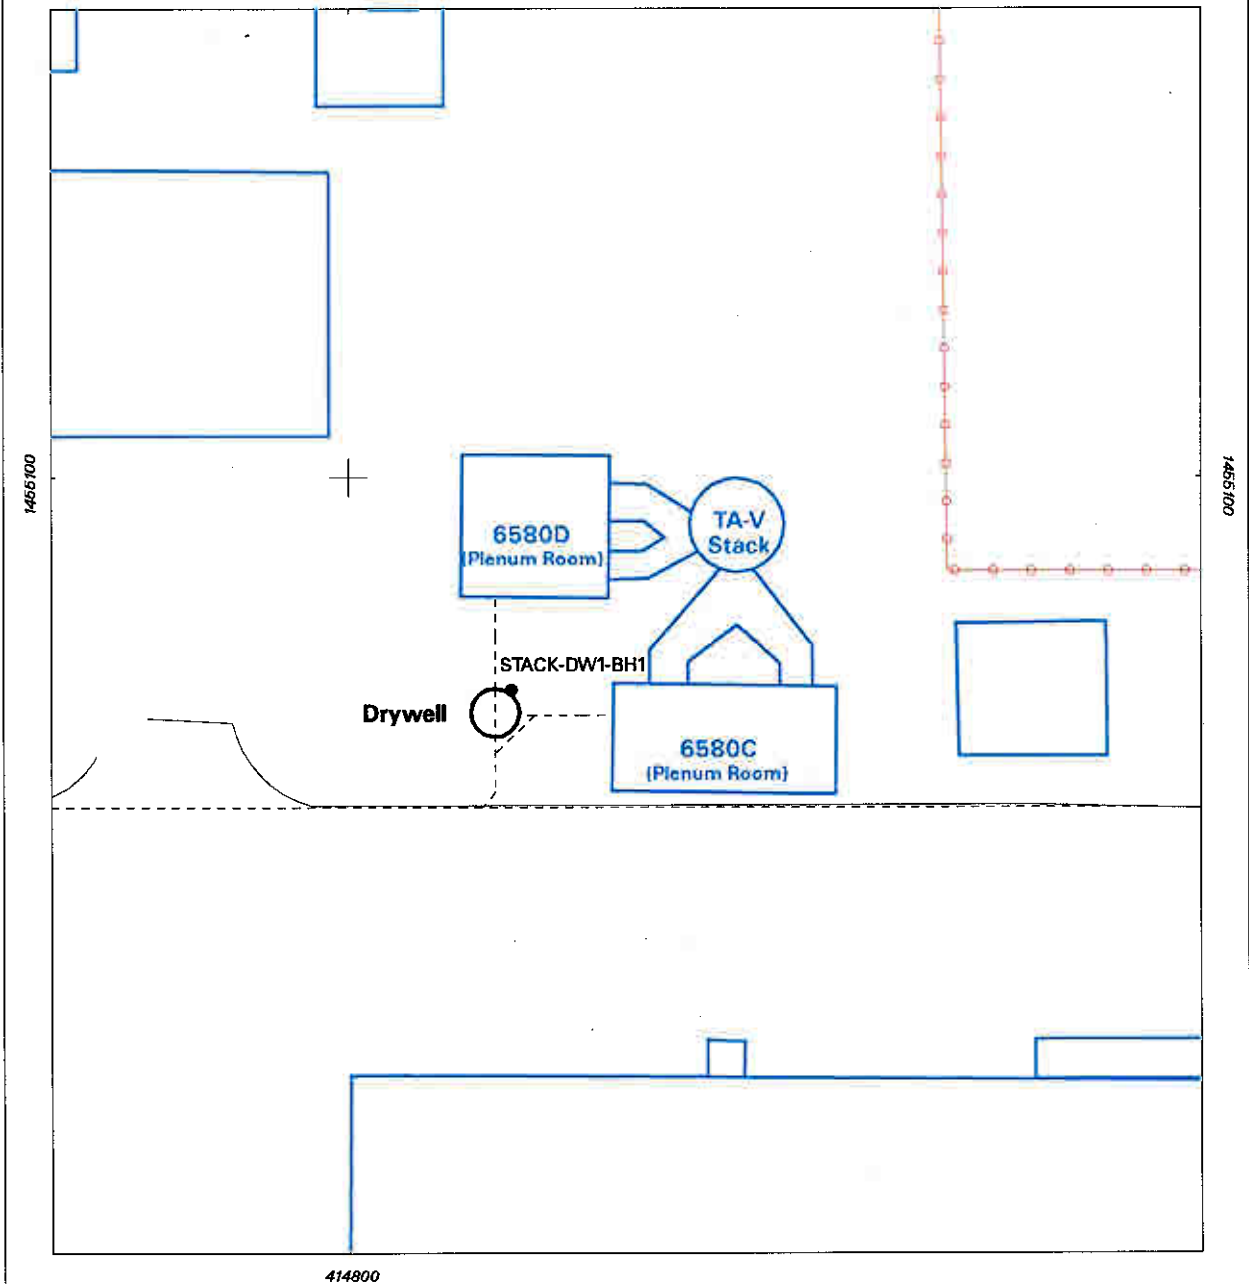 1455100
1455100
6580D
(Plenum Room)
TA-V
Stack
STACK-DW1-BH1
Drywell
6580C
(Plenum Room)
414800